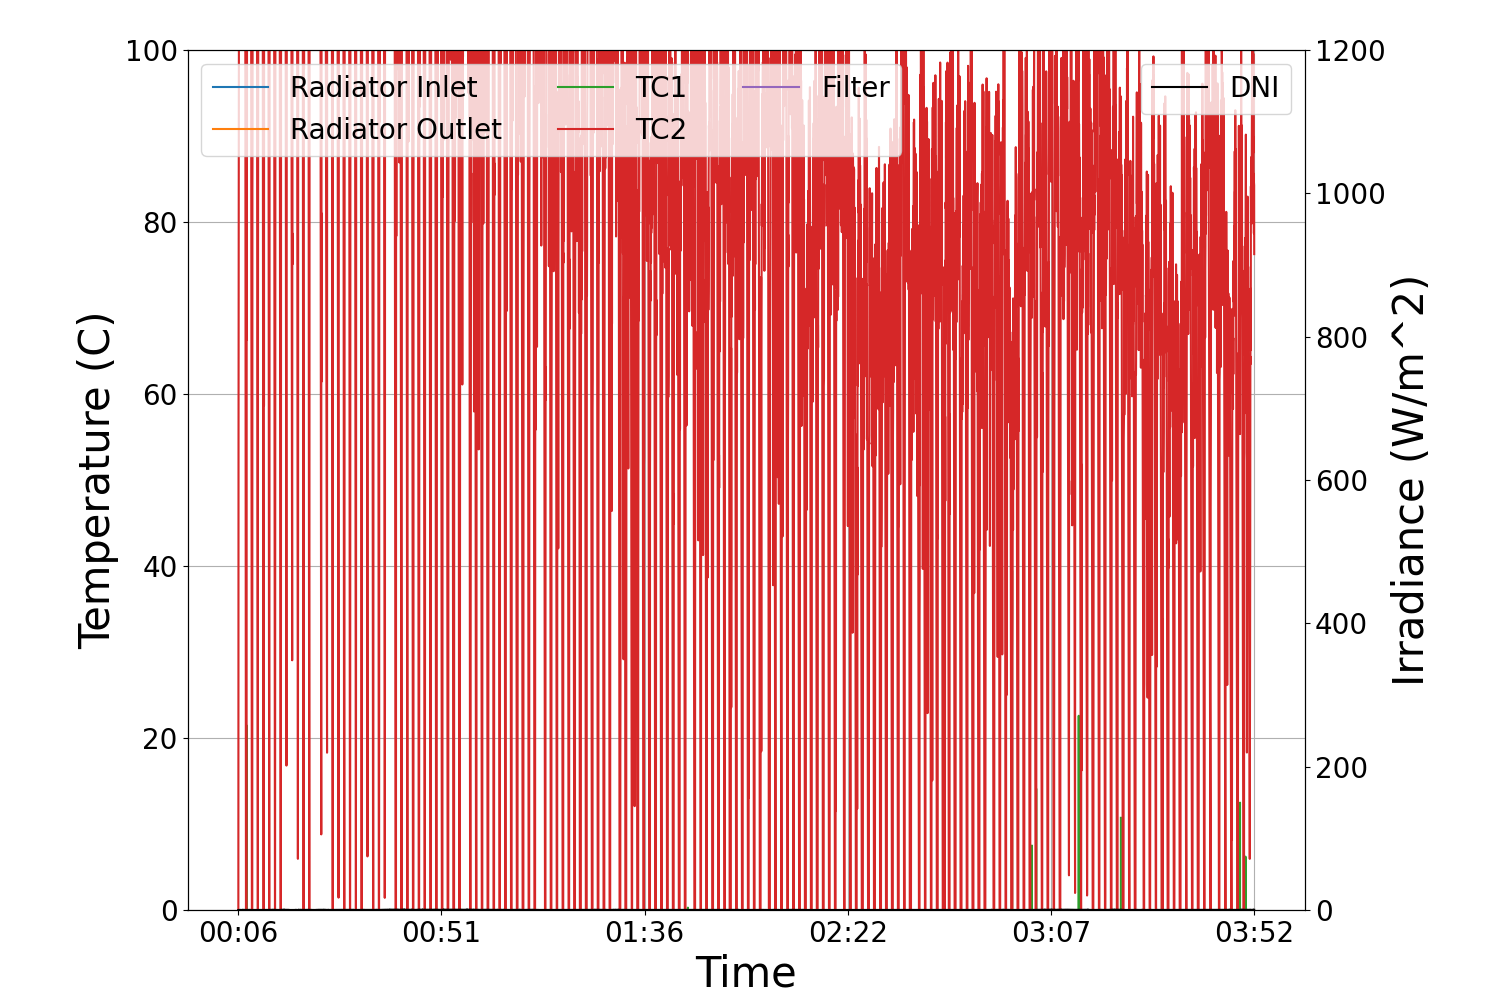 100
80
60
40
20
0
Temperature (C)
Radiator Inlet
Radiator Outlet
TC1
TC2
Filter
DNI
1200
1000
800
600
400
200
0
Irradiance (W/m^2)
00:06
00:51
01:36
02:22
03:07
03:52
Time